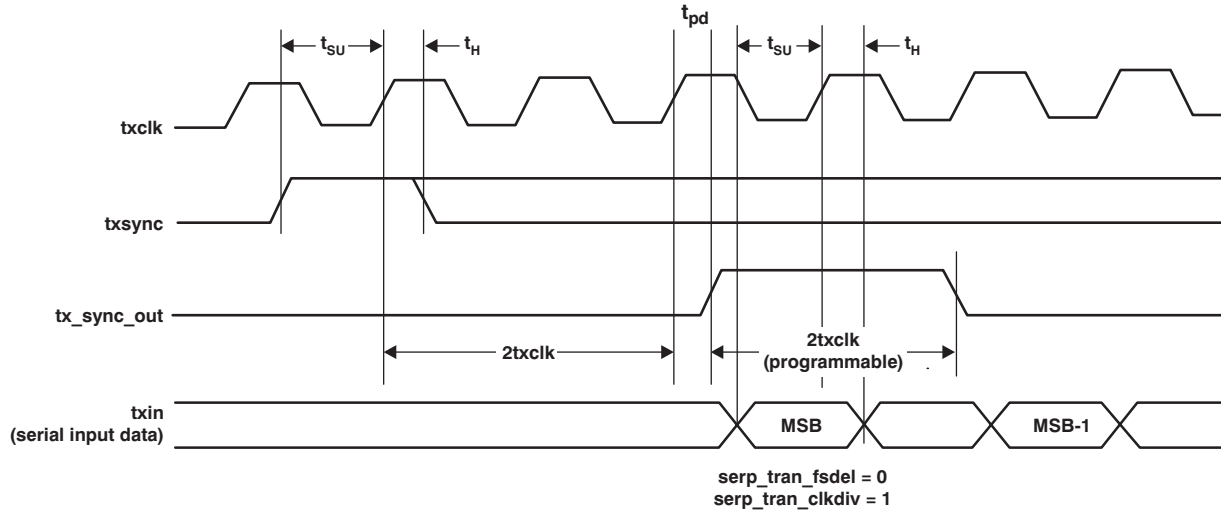 tpd
tSU
tH
tSU
tH
txclk
txsync
tx_sync_out
2txclk
2txclk
(programmable)
txin
(serial input data)
MSB
MSB-1
serp_tran_fsdel = 0
serp_tran_clkdiv = 1